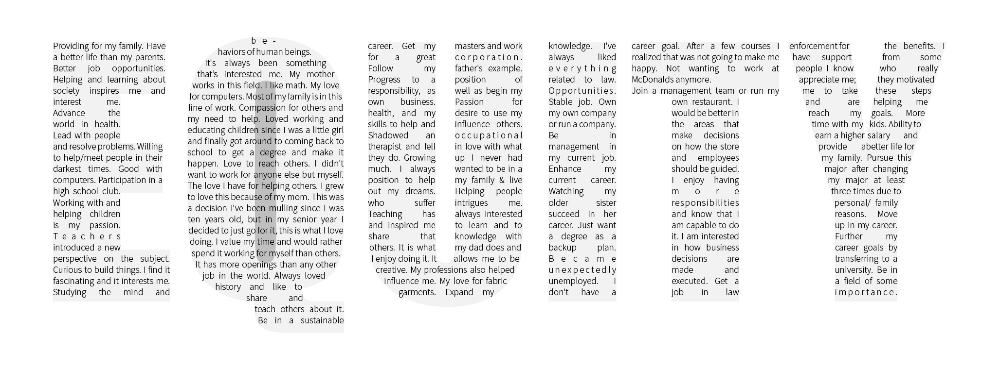 Providing for my family. Have
a better life than my parents.
Better job opportunities.
Helping and learning about
society inspires me and
interest me.
Advance the
world in health.
Lead with people
and resolve problems. Willing
to help/meet people in their
darkest times. Good with
computers. Participation in a
high school club.
Working with and
helping children
is my passion.
Teachers
introduced a new
perspective on the subject.
Curious to build things. I find it
fascinating and it interests me.
Studying the mind and
be-
haviors of human beings.
It's always been something
that’s interested me. My mother
works in this field. I like math. My love
for computers. Most of my family is in this
line of work. Compassion for others and
my need to help. Loved working and
educating children since I was a little girl
and finally got around to coming back to
school to get a degree and make it
happen. Love to reach others. I didn't
want to work for anyone else but myself.
The love I have for helping others. I grew
to love this because of my mom. This was
a decision I've been mulling since I was
ten years old, but in my senior year I
decided to just go for it, this is what I love
doing. I value my time and would rather
spend it working for myself than others.
It has more openings than any other
job in the world. Always loved
history and like to
share and
teach others about it.
Be in a sustainable
career. Get my masters and work
for a great corporation.
Follow my father's example.
Progress to a position of
responsibility, as well as begin my
own business. Passion for
health, and my desire to use my
skills to help and influence others.
Shadowed an occupational
therapist and fell in love with what
they do. Growing up I never had
much. I always wanted to be in a
position to help my family & live
out my dreams. Helping people
who suffer intrigues me.
Teaching has always interested
and inspired me to learn and to
share that knowledge with
others. It is what my dad does and
I enjoy doing it. It allows me to be
creative. My professions also helped
influence me. My love for fabric
garments. Expand my
knowledge. I've
always liked
everything
related to law.
Opportunities.
Stable job. Own
my own company
or run a company.
Be in
management in
my current job.
Enhance my
current career.
Watching my
older sister
succeed in her
career. Just want
a degree as a
backup plan.
Became
unexpectedly
unemployed. I
don't have a
career goal. After a few courses I
realized that was not going to make me
happy. Not wanting to work at
McDonalds anymore.
Join a management team or run my
own restaurant. I
would be better in
the areas that
make decisions
on how the store
and employees
should be guided.
I enjoy having
more
responsibilities
and know that I
am capable to do
it. I am interested
in how business
decisions are
made and
executed. Get a
job in law
enforcement for the benefits. I
have support from some
people I know who really
appreciate me; they motivated
me to take these steps
and are helping me
reach my goals. More
time with my kids. Ability to
earn a higher salary and
provide abetter life for
my family. Pursue this
major after changing
my major at least
three times due to
personal/ family
reasons. Move
up in my career.
Further my
career goals by
transferring to a
university. Be in
a field of some
importance.